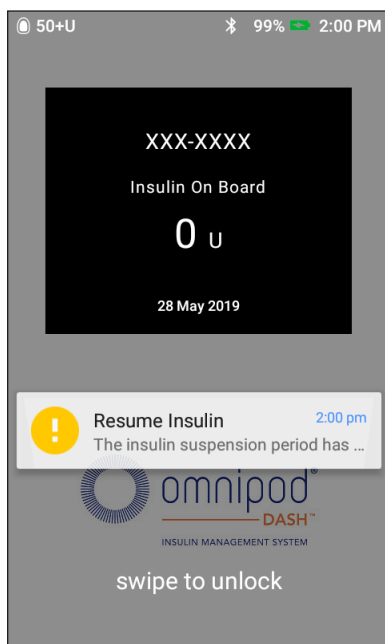 50+U 99% 2:00 PM
XXX-XXXX
Insulin On Board
0 U
28 May 2019
Resume Insulin 2:00 pm
The insulin suspension period has ...
omnipod®
DASH™
INSULIN MANAGEMENT SYSTEM
swipe to unlock